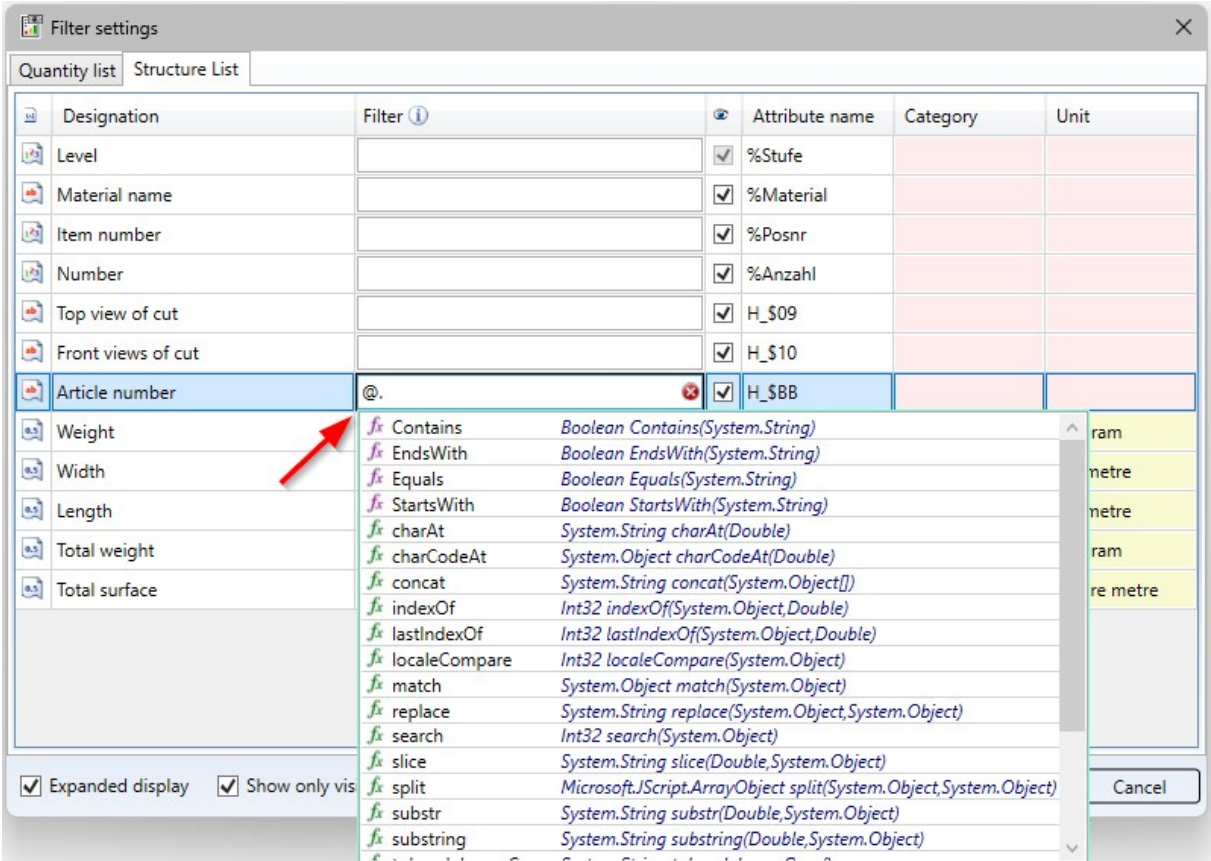 Filter settings
Quantity list Structure List
Designation Filter Attribute name Category Unit
Level %Stufe
Material name %Material
Item number %Posnr
Number %Anzahl
Top view of cut H_$09
Front views of cut H_$10
Article number @. H_$BB
Weight ram
Width metre
Length metre
Total weight ram
Total surface re metre
Contains Boolean Contains(System.String)
EndsWith Boolean EndsWith(System.String)
Equals Boolean Equals(System.String)
StartsWith Boolean StartsWith(System.String)
charAt System.String charAt(Double)
charCodeAt System.Object charCodeAt(Double)
concat System.String concat(System.Object[])
indexOf Int32 indexOf(System.Object,Double)
lastIndexOf Int32 lastIndexOf(System.Object,Double)
localeCompare Int32 localeCompare(System.Object)
match System.Object match(System.Object)
replace System.String replace(System.Object,System.Object)
search Int32 search(System.Object)
slice System.String slice(Double,System.Object)
split Microsoft.JScript.ArrayObject split(System.Object,System.Object)
substr System.String substr(Double,System.Object)
substring System.String substring(Double,System.Object)
Expanded display Show only vis Cancel